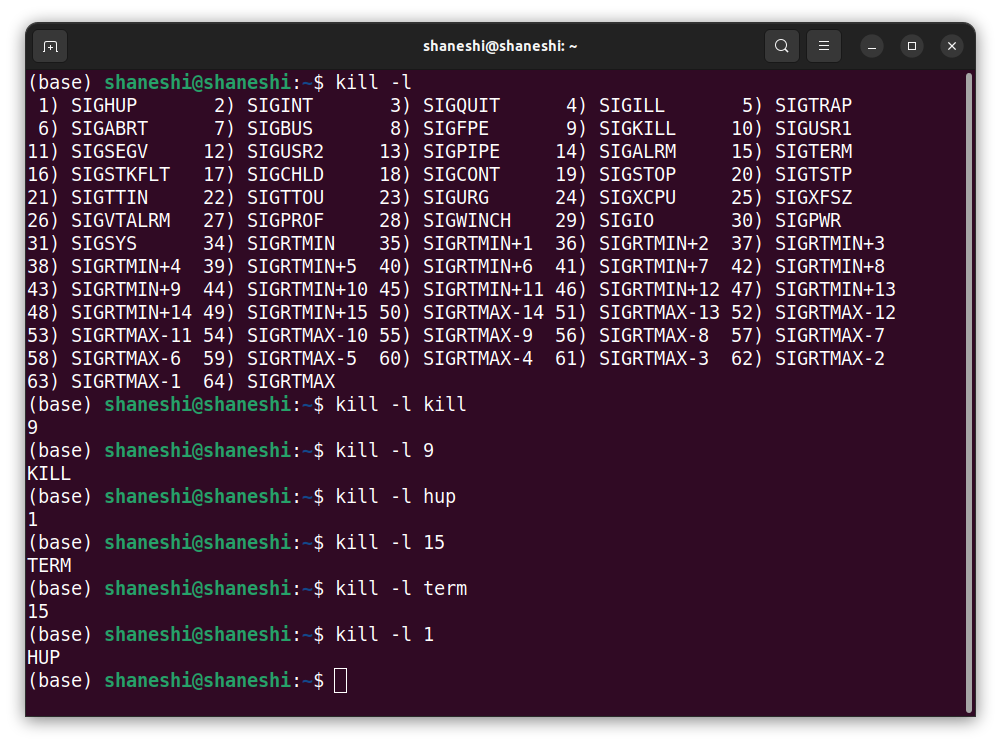 shaneshi@shaneshi: ~
(base) shaneshi@shaneshi:~$ kill -l
 1) SIGHUP       2) SIGINT       3) SIGQUIT      4) SIGILL       5) SIGTRAP
 6) SIGABRT      7) SIGBUS       8) SIGFPE       9) SIGKILL     10) SIGUSR1
11) SIGSEGV     12) SIGUSR2     13) SIGPIPE     14) SIGALRM     15) SIGTERM
16) SIGSTKFLT   17) SIGCHLD     18) SIGCONT     19) SIGSTOP     20) SIGTSTP
21) SIGTTIN     22) SIGTTOU     23) SIGURG      24) SIGXCPU     25) SIGXFSZ
26) SIGVTALRM   27) SIGPROF     28) SIGWINCH    29) SIGIO       30) SIGPWR
31) SIGSYS      34) SIGRTMIN    35) SIGRTMIN+1  36) SIGRTMIN+2  37) SIGRTMIN+3
38) SIGRTMIN+4  39) SIGRTMIN+5  40) SIGRTMIN+6  41) SIGRTMIN+7  42) SIGRTMIN+8
43) SIGRTMIN+9  44) SIGRTMIN+10 45) SIGRTMIN+11 46) SIGRTMIN+12 47) SIGRTMIN+13
48) SIGRTMIN+14 49) SIGRTMIN+15 50) SIGRTMAX-14 51) SIGRTMAX-13 52) SIGRTMAX-12
53) SIGRTMAX-11 54) SIGRTMAX-10 55) SIGRTMAX-9  56) SIGRTMAX-8  57) SIGRTMAX-7
58) SIGRTMAX-6  59) SIGRTMAX-5  60) SIGRTMAX-4  61) SIGRTMAX-3  62) SIGRTMAX-2
63) SIGRTMAX-1  64) SIGRTMAX
(base) shaneshi@shaneshi:~$ kill -l kill
9
(base) shaneshi@shaneshi:~$ kill -l 9
KILL
(base) shaneshi@shaneshi:~$ kill -l hup
1
(base) shaneshi@shaneshi:~$ kill -l 15
TERM
(base) shaneshi@shaneshi:~$ kill -l term
15
(base) shaneshi@shaneshi:~$ kill -l 1
HUP
(base) shaneshi@shaneshi:~$